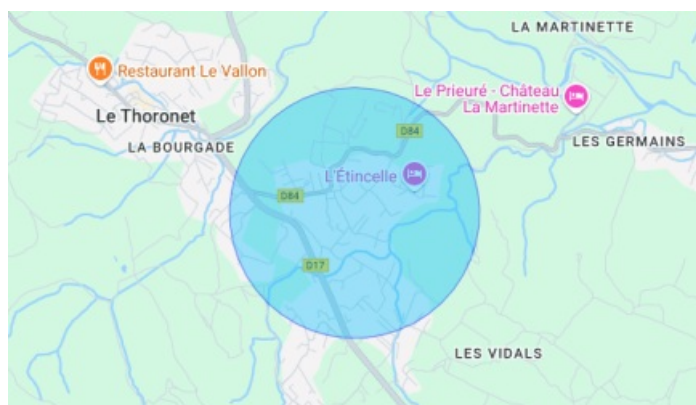 LA MARTINETTE
Restaurant Le Vallon
Le Prieuré - Château
La Martinette
Le Thoronet
D84
LA BOURGADE
LES GERMAINS
L'Étincelle
D84
D17
LES VIDALS